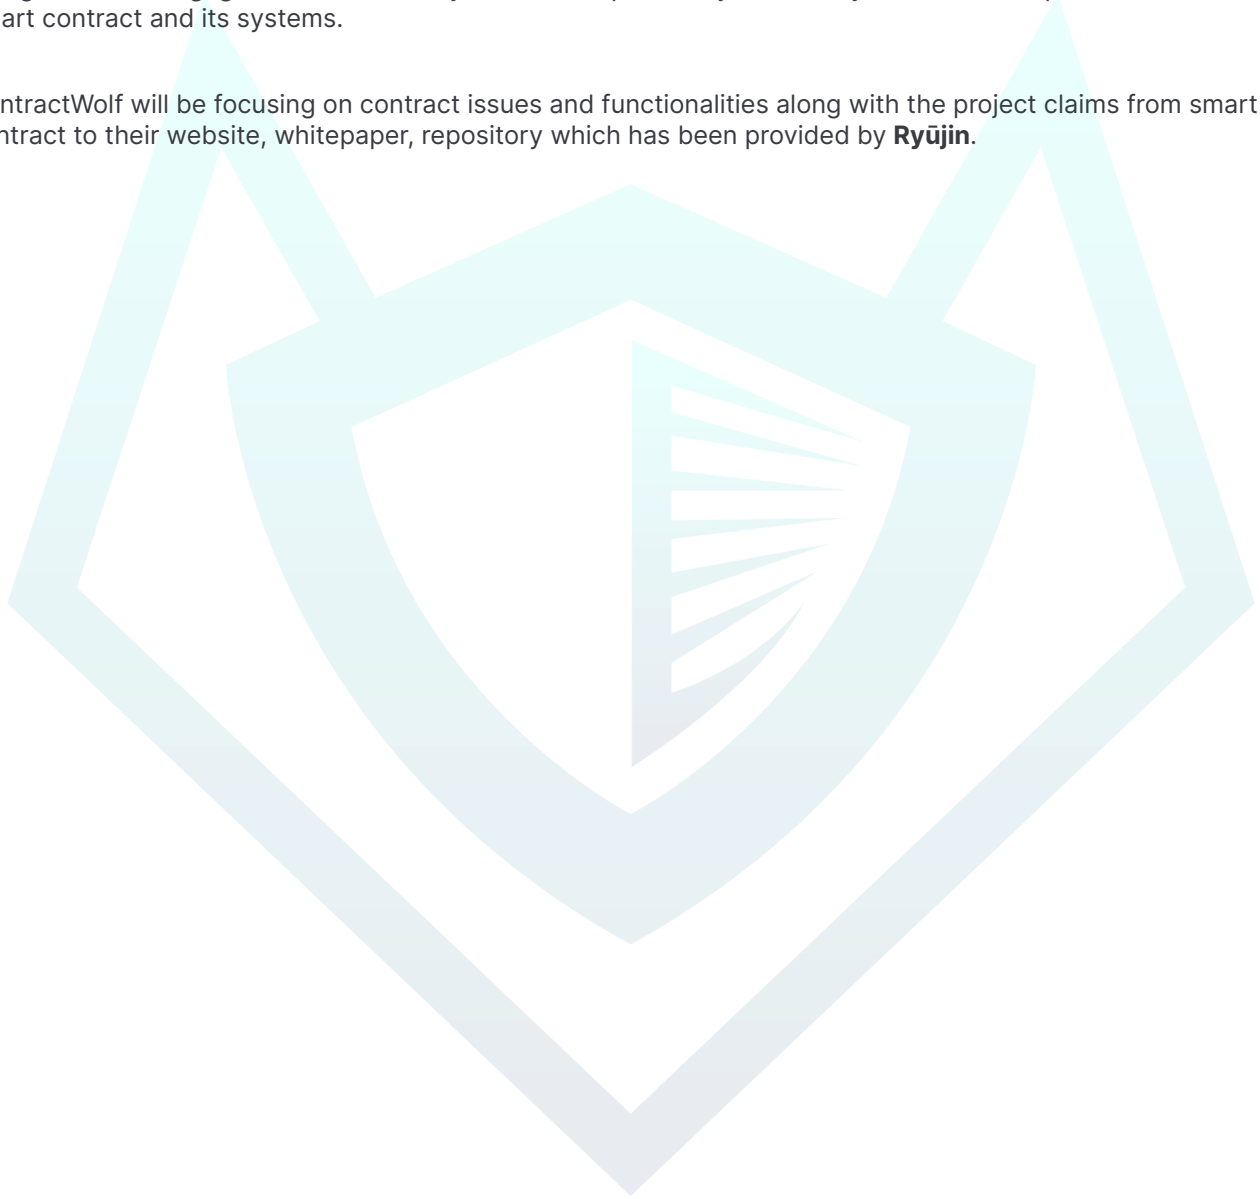 art contract and its systems.
ntractWolf will be focusing on contract issues and functionalities along with the project claims from smart
ntract to their website, whitepaper, repository which has been provided by Ryūjin.